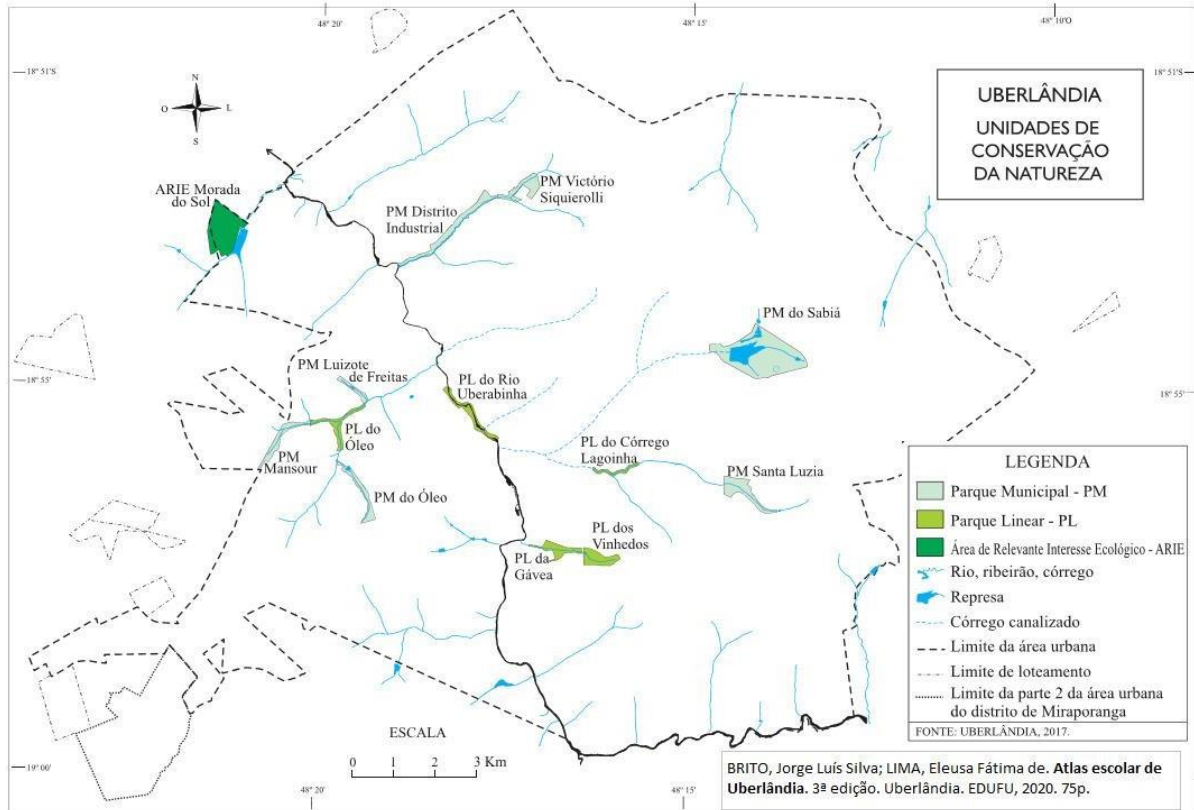 48° 20'
48° 15'
48° 10'O
18° 51'S
18° 51'S
N
O
L
S
UBERLÂNDIA
UNIDADES DE
CONSERVAÇÃO
DA NATUREZA
ARIE Morada
do Sol
PM Victório
Siquierolli
PM Distrito
Industrial
PM do Sabiá
PM Luizote
de Freitas
18° 55'
PL do Rio
Uberabinha
18° 55'
PL do
Óleo
PM
Mansour
PL do Córrego
Lagoinha
PM Santa Luzia
PM do Óleo
PL dos
Vinhedos
PL da
Gávea
LEGENDA
Parque Municipal - PM
Parque Linear - PL
Área de Relevante Interesse Ecológico - ARIE
Rio, ribeirão, córrego
Represa
Córrego canalizado
Limite da área urbana
Limite de loteamento
Limite da parte 2 da área urbana
do distrito de Miraporanga
FONTE: UBERLÂNDIA, 2017.
ESCALA
0 1 2 3 Km
19° 00'
48° 20'
48° 15'
BRITO, Jorge Luís Silva; LIMA, Eleusa Fátima de. Atlas escolar de
Uberlândia. 3ª edição. Uberlândia. EDUFU, 2020. 75p.